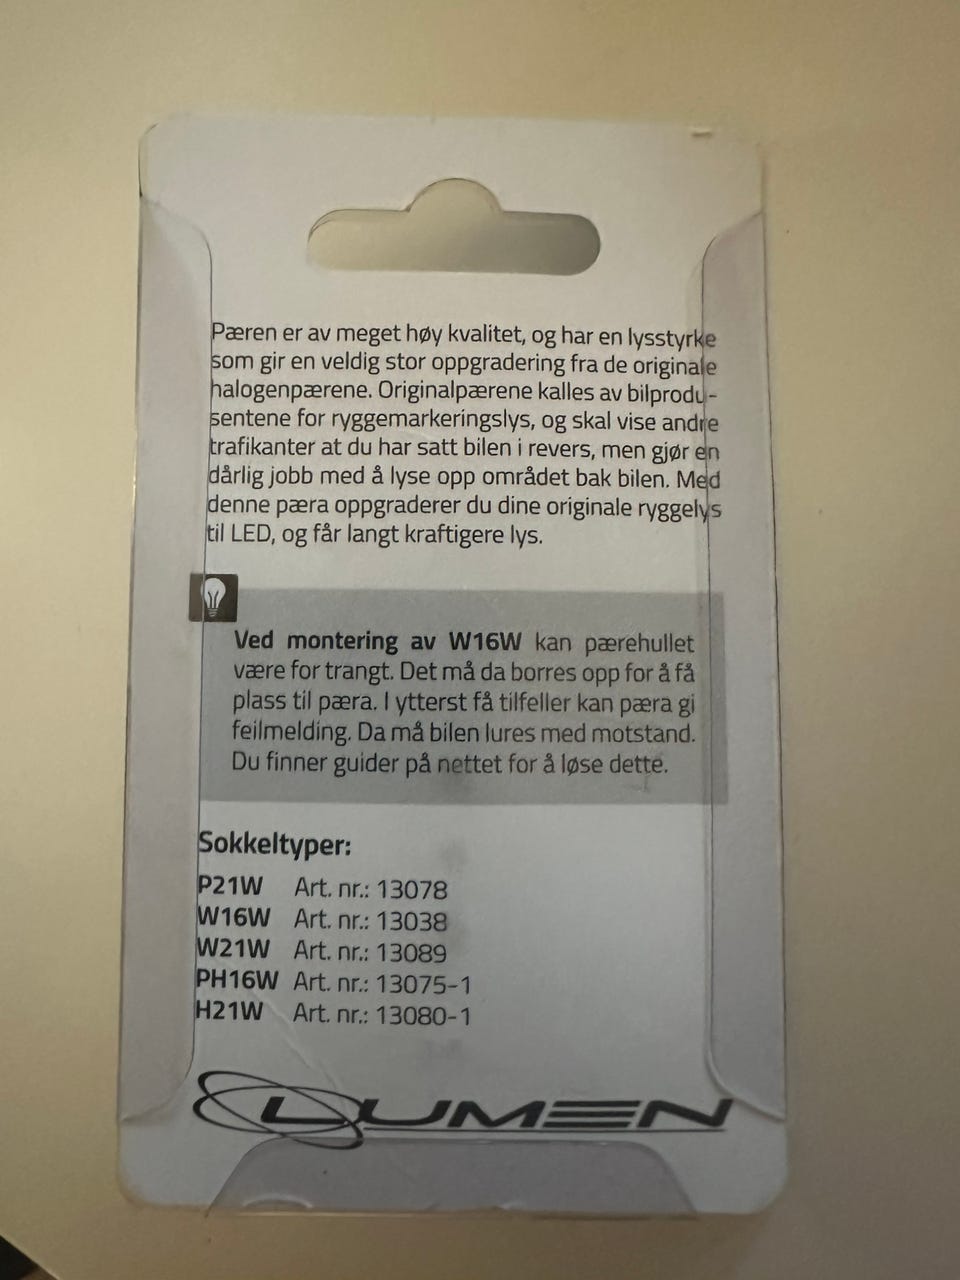 Pæren er av meget høy kvalitet, og har en lysstyrke
som gir en veldig stor oppgradering fra de originale
halogenpærene. Originalpærene kalles av bilprodu-
sentene for ryggemarkeringslys, og skal vise andre
trafikanter at du har satt bilen i revers, men gjør en
dårlig jobb med å lyse opp området bak bilen. Med
denne pæra oppgraderer du dine originale ryggelys
til LED, og får langt kraftigere lys.
Ved montering av W16W kan pærehullet
være for trangt. Det må da borres opp for å få
plass til pæra. I ytterst få tilfeller kan pæra gi
feilmelding. Da må bilen lures med motstand.
Du finner guider på nettet for å løse dette.
Sokkeltyper:
P21W Art. nr.: 13078
W16W Art. nr.: 13038
W21W Art. nr.: 13089
PH16W Art. nr.: 13075-1
H21W Art. nr.: 13080-1
LUMEN